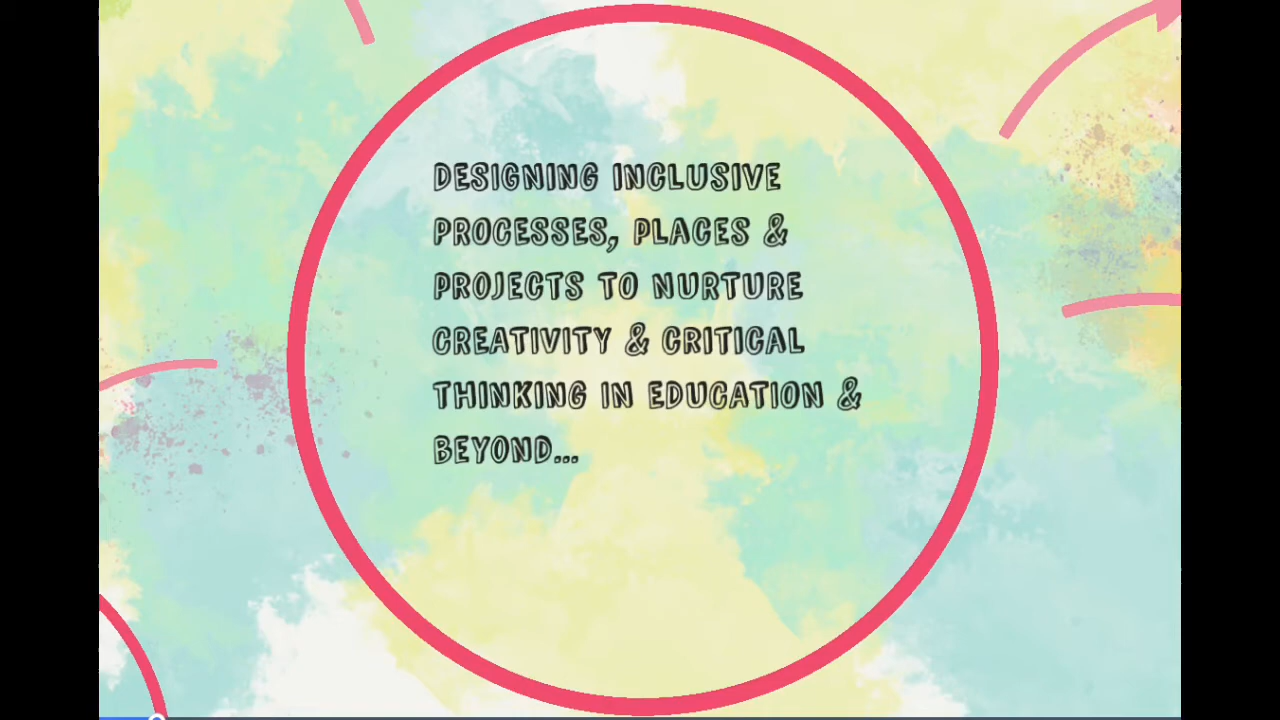 DESIGNING INCLUSIVE
PROCESSES, PLACES &
PROJECTS TO NURTURE
CREATIVITY & CRITICAL
THINKING IN EDUCATION &
BEYOND...